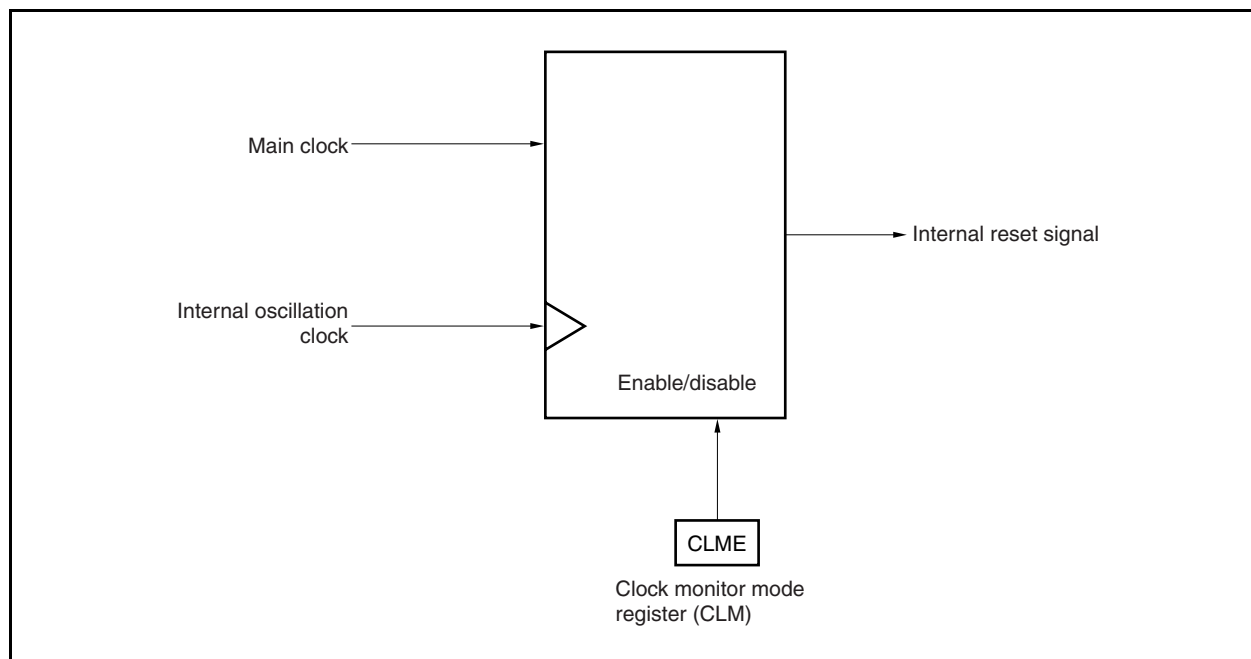 Main clock
Internal reset signal
Internal oscillation
clock
Enable/disable
CLME
Clock monitor mode
register (CLM)